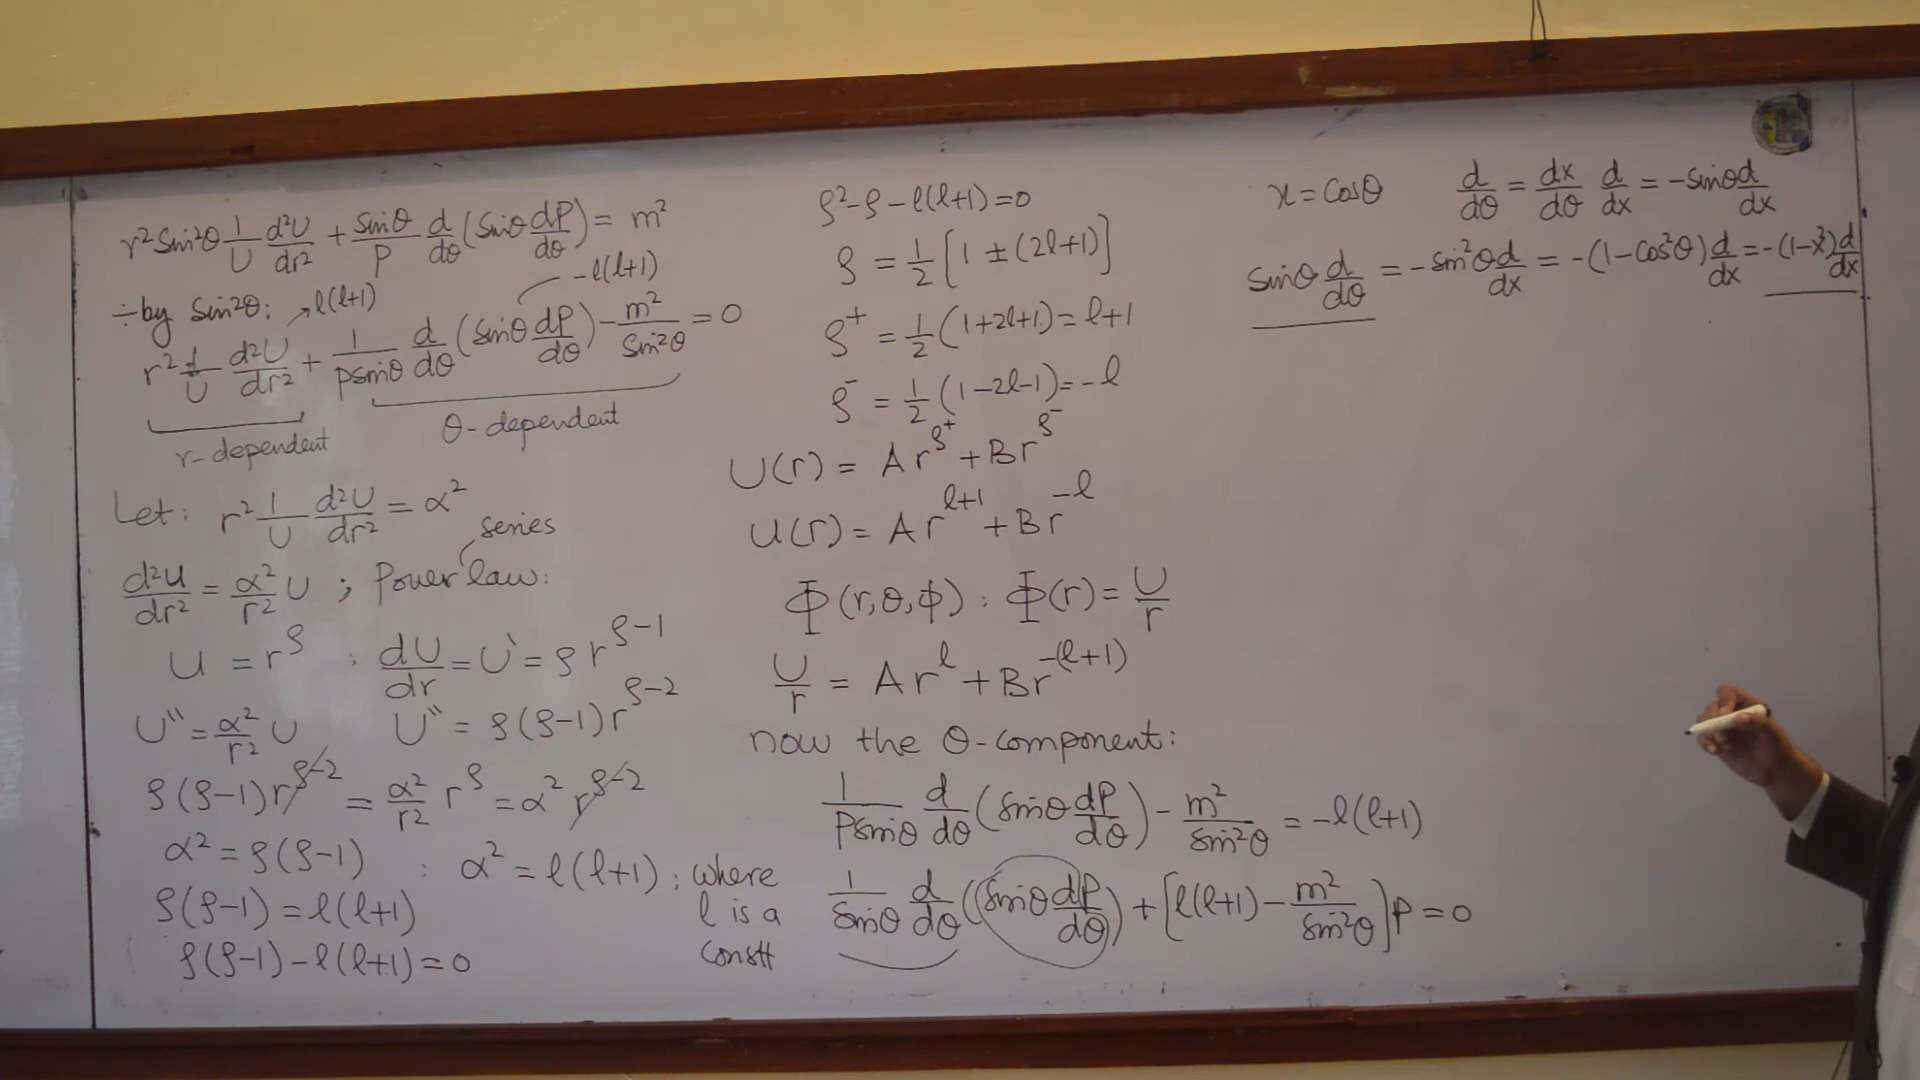 r² Sin²θ 1/U d²U/dr² + Sinθ/P d/dθ (Sinθ dP/dθ) = m²
÷ by Sin²θ: → l(l+1)
-l(l+1)
r² 1/U d²U/dr² + 1/PSinθ d/dθ (Sinθ dP/dθ) - m²/Sin²θ = 0
r-dependent θ-dependent
Let: r² 1/U d²U/dr² = α²
series
d²U/dr² = α²/r² U ; Power law:
U = r^ρ : dU/dr = U‵ = ρ r^(ρ-1)
U‵‵ = α²/r² U U‵‵ = ρ(ρ-1) r^(ρ-2)
ρ(ρ-1) r^(ρ-2) = α²/r² r^ρ = α² r^(ρ-2)
α² = ρ(ρ-1) : α² = l(l+1) ; where
l is a
constt
ρ(ρ-1) = l(l+1)
ρ(ρ-1) - l(l+1) = 0
ρ² - ρ - l(l+1) = 0
ρ = 1/2 [1 ± (2l+1)]
ρ⁺ = 1/2 (1+2l+1) = l+1
ρ⁻ = 1/2 (1-2l-1) = -l
U(r) = A r^ρ⁺ + B r^ρ⁻
U(r) = A r^(l+1) + B r^(-l)
Φ(r,θ,ϕ) : Φ(r) = U/r
U/r = A r^l + B r^-(l+1)
now the θ-component:
1/PSinθ d/dθ (Sinθ dP/dθ) - m²/Sin²θ = -l(l+1)
1/Sinθ d/dθ (Sinθ dP/dθ) + [l(l+1) - m²/Sin²θ] P = 0
x = Cosθ d/dθ = dx/dθ d/dx = -Sinθ d/dx
Sinθ d/dθ = -Sin²θ d/dx = -(1-Cos²θ) d/dx = -(1-x²) d/dx